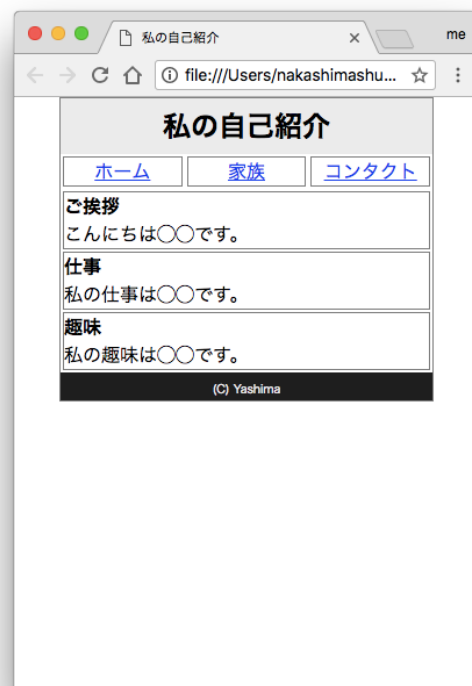 私の自己紹介
me
file:///Users/nakashimashu...
私の自己紹介
ホーム 家族 コンタクト
ご挨拶
こんにちは◯◯です。
仕事
私の仕事は◯◯です。
趣味
私の趣味は◯◯です。
(C) Yashima